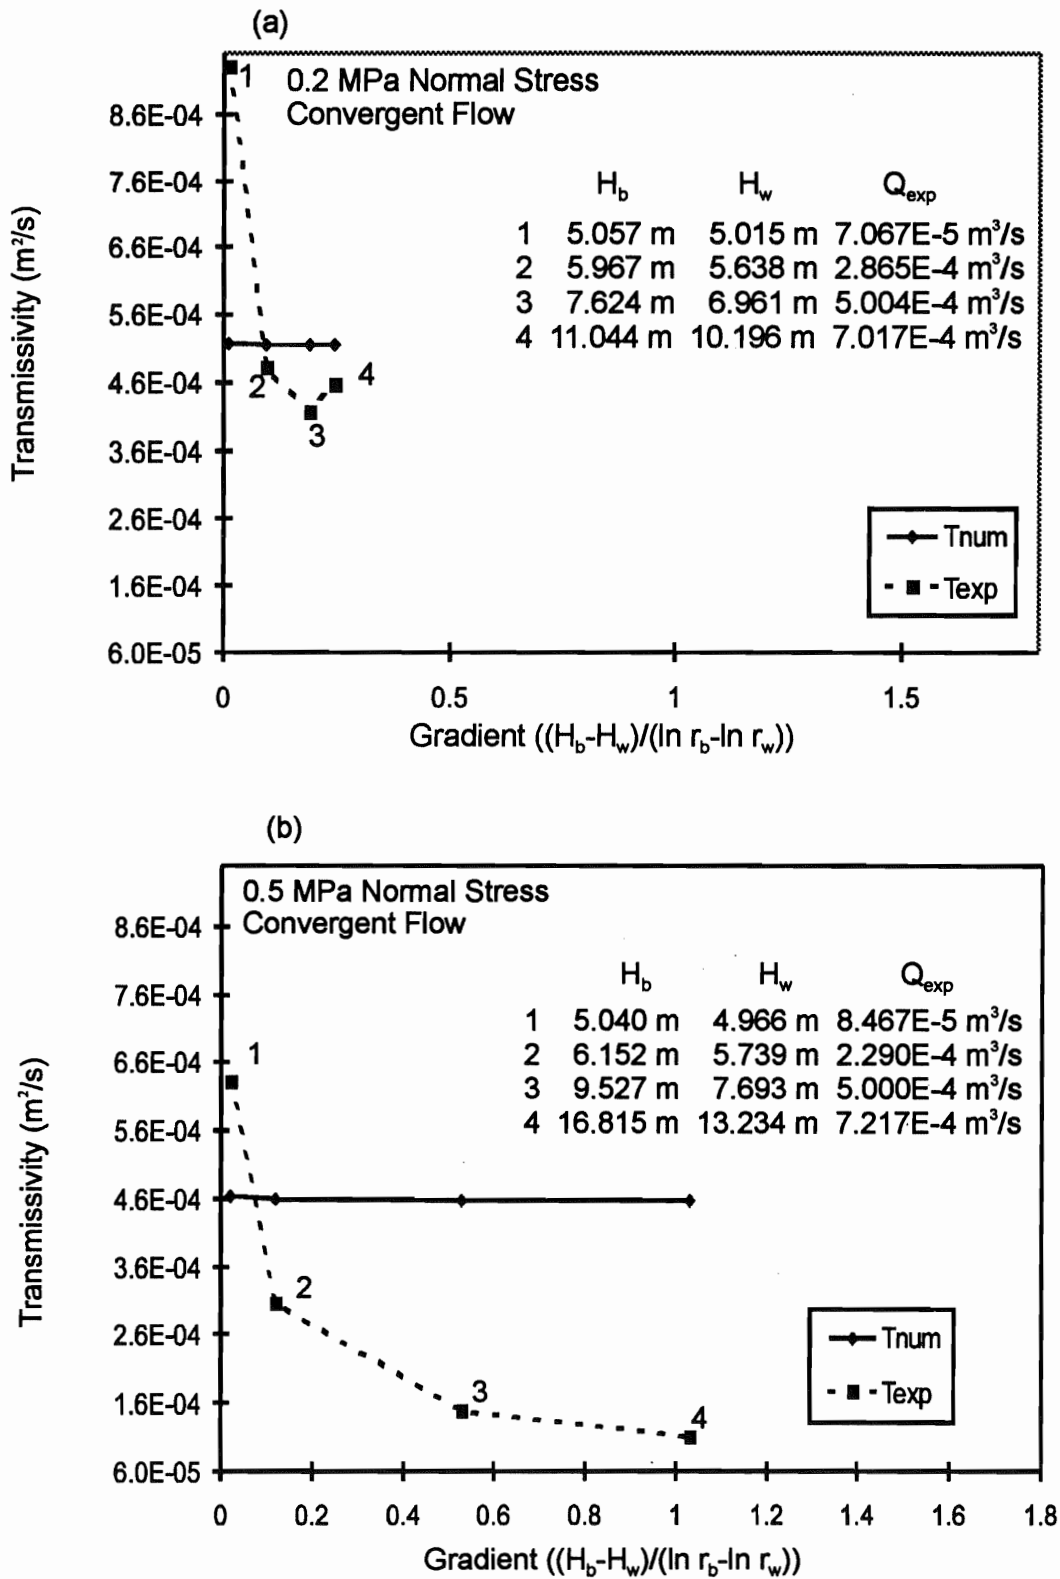 (a)
0.2 MPa Normal Stress
Convergent Flow
H_b H_w Q_exp
1 5.057 m 5.015 m 7.067E-5 m³/s
2 5.967 m 5.638 m 2.865E-4 m³/s
3 7.624 m 6.961 m 5.004E-4 m³/s
4 11.044 m 10.196 m 7.017E-4 m³/s
1
2
3
4
Transmissivity (m²/s)
8.6E-04
7.6E-04
6.6E-04
5.6E-04
4.6E-04
3.6E-04
2.6E-04
1.6E-04
6.0E-05
Tnum
Texp
0 0.5 1 1.5
Gradient ((H_b-H_w)/(ln r_b-ln r_w))
(b)
0.5 MPa Normal Stress
Convergent Flow
H_b H_w Q_exp
1 5.040 m 4.966 m 8.467E-5 m³/s
2 6.152 m 5.739 m 2.290E-4 m³/s
3 9.527 m 7.693 m 5.000E-4 m³/s
4 16.815 m 13.234 m 7.217E-4 m³/s
1
2
3
4
Transmissivity (m²/s)
8.6E-04
7.6E-04
6.6E-04
5.6E-04
4.6E-04
3.6E-04
2.6E-04
1.6E-04
6.0E-05
Tnum
Texp
0 0.2 0.4 0.6 0.8 1 1.2 1.4 1.6 1.8
Gradient ((H_b-H_w)/(ln r_b-ln r_w))